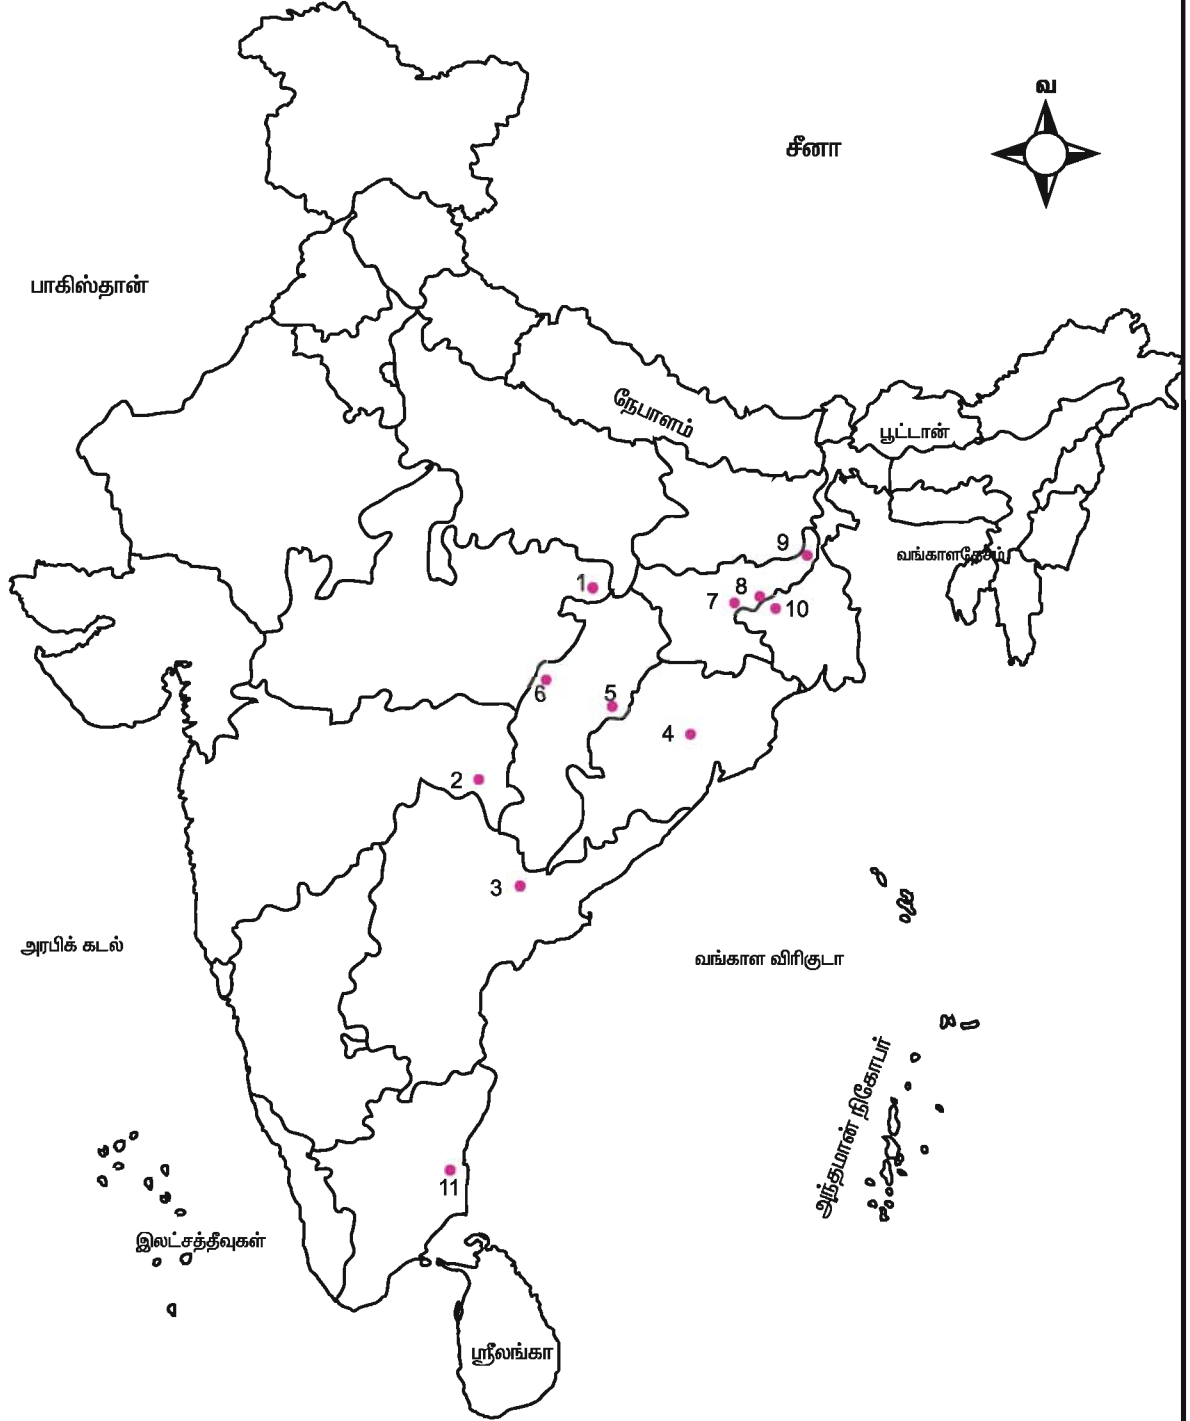 வ
சீனா
பாகிஸ்தான்
நேபாளம்
பூட்டான்
வங்காளதேசம்
9
1
8
7
10
6
5
4
2
3
அரபிக் கடல்
வங்காள விரிகுடா
அந்தமான் நிகோபர்
11
இலட்சத்தீவுகள்
ஸ்ரீலங்கா